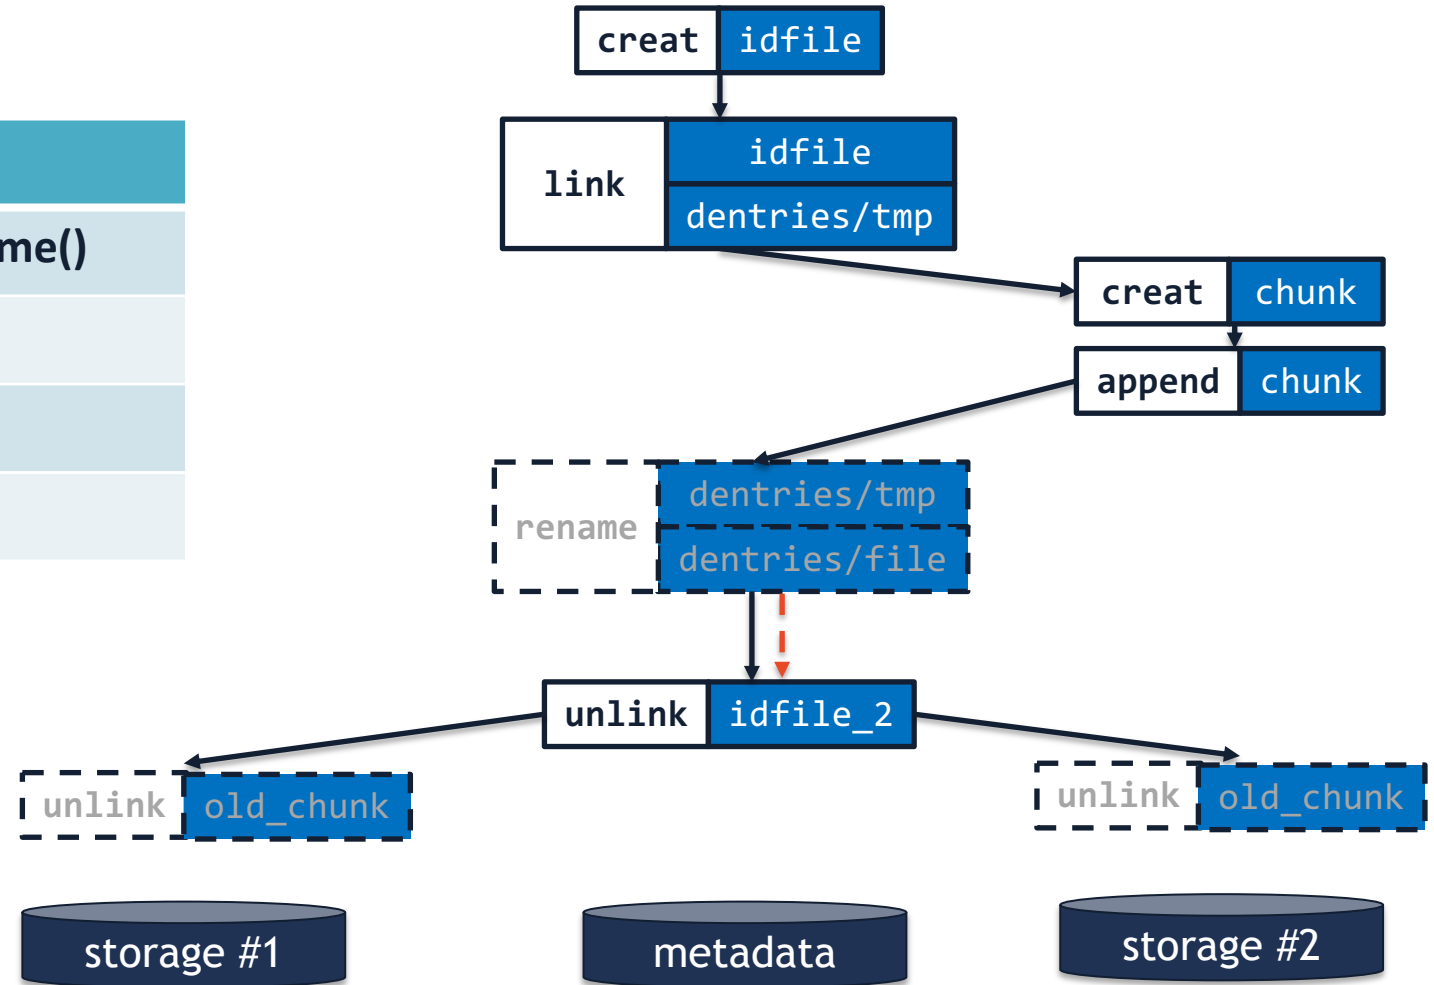 creat idfile
me()
link
idfile
dentries/tmp
creat chunk
append chunk
rename
dentries/tmp
dentries/file
unlink idfile_2
unlink old_chunk
unlink old_chunk
storage #1
metadata
storage #2